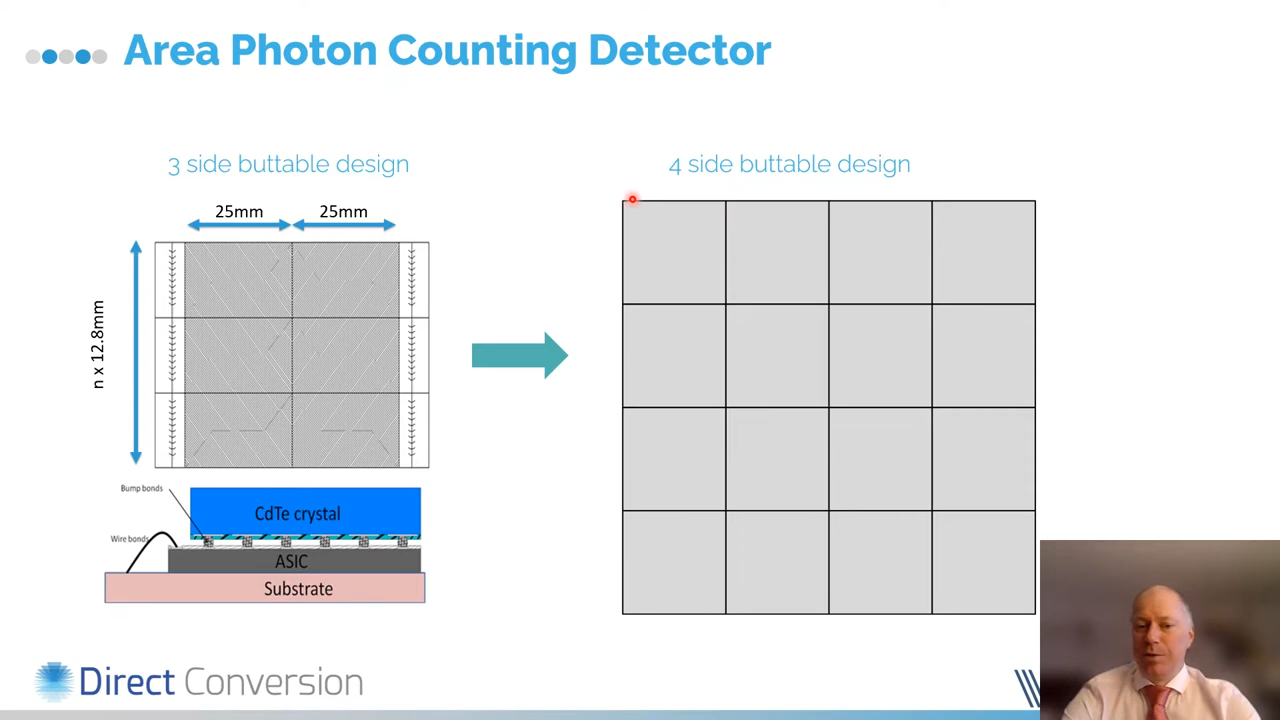 Area Photon Counting Detector
3 side buttable design
4 side buttable design
25mm
25mm
n x 12.8mm
Bump bonds
CdTe crystal
Wire bonds
ASIC
Substrate
Direct Conversion